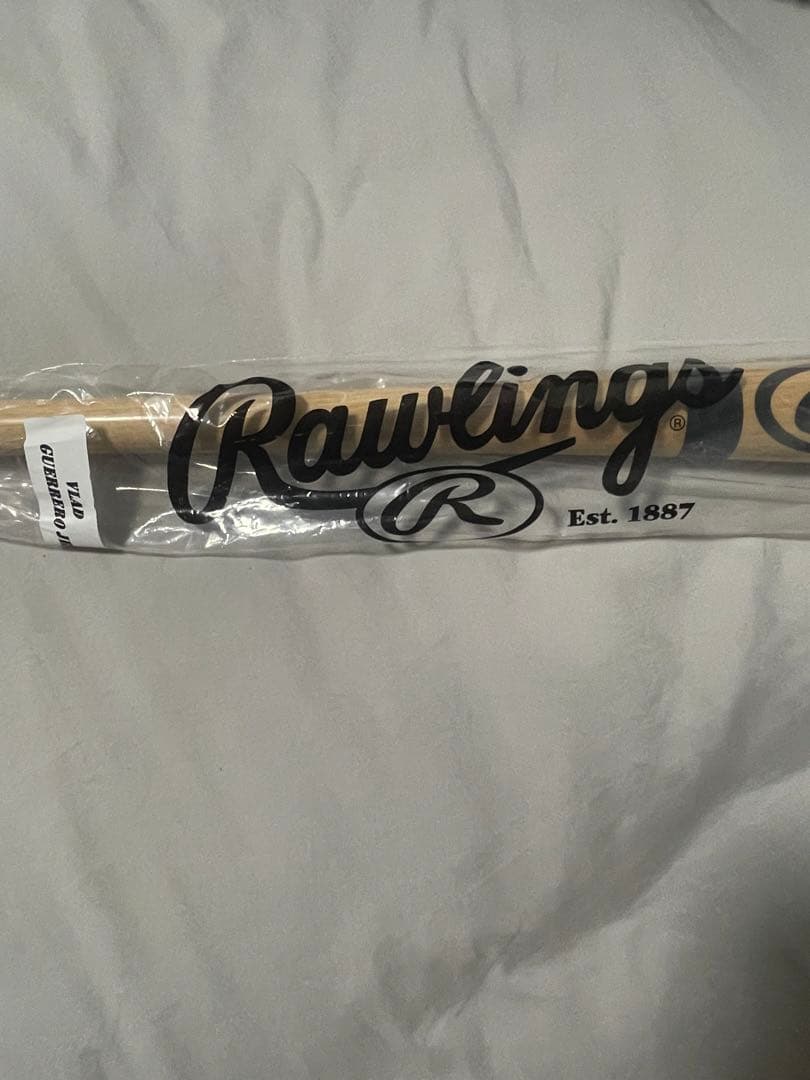 Rawlings
®
R
Est. 1887
VLAD
GUERRERO JR